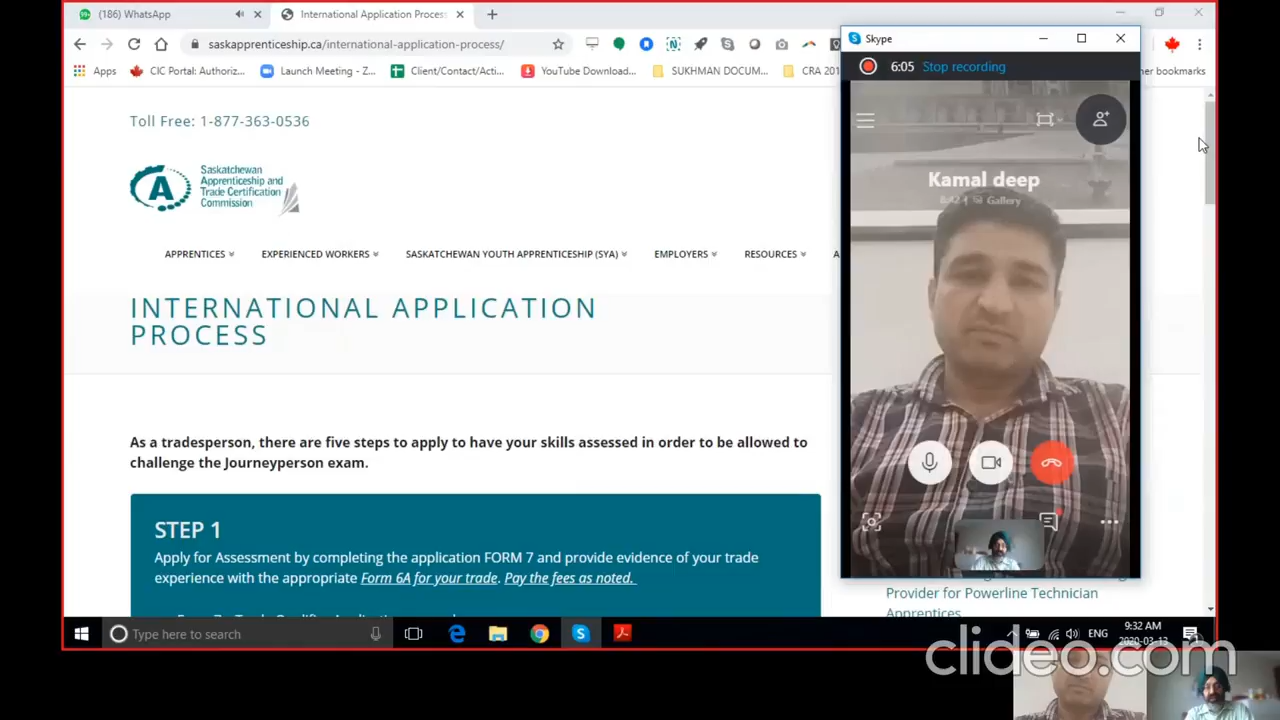 (186) WhatsApp
International Application Process
saskapprenticeship.ca/international-application-process/
Apps
CIC Portal: Authoriz...
Launch Meeting - Z...
Client/Contact/Acti...
YouTube Download...
SUKHMAN DOCUM...
CRA 201
er bookmarks
Skype
6:05 Stop recording
Kamal deep
Gallery
Toll Free: 1-877-363-0536
A
Saskatchewan
Apprenticeship and
Trade Certification
Commission
APPRENTICES
EXPERIENCED WORKERS
SASKATCHEWAN YOUTH APPRENTICESHIP (SYA)
EMPLOYERS
RESOURCES
A
INTERNATIONAL APPLICATION
PROCESS
As a tradesperson, there are five steps to apply to have your skills assessed in order to be allowed to
challenge the Journeyperson exam.
STEP 1
Apply for Assessment by completing the application FORM 7 and provide evidence of your trade
experience with the appropriate Form 6A for your trade. Pay the fees as noted.
Provider for Powerline Technician
Apprentices
Type here to search
ENG
9:32 AM
2020-03-13
clideo.com